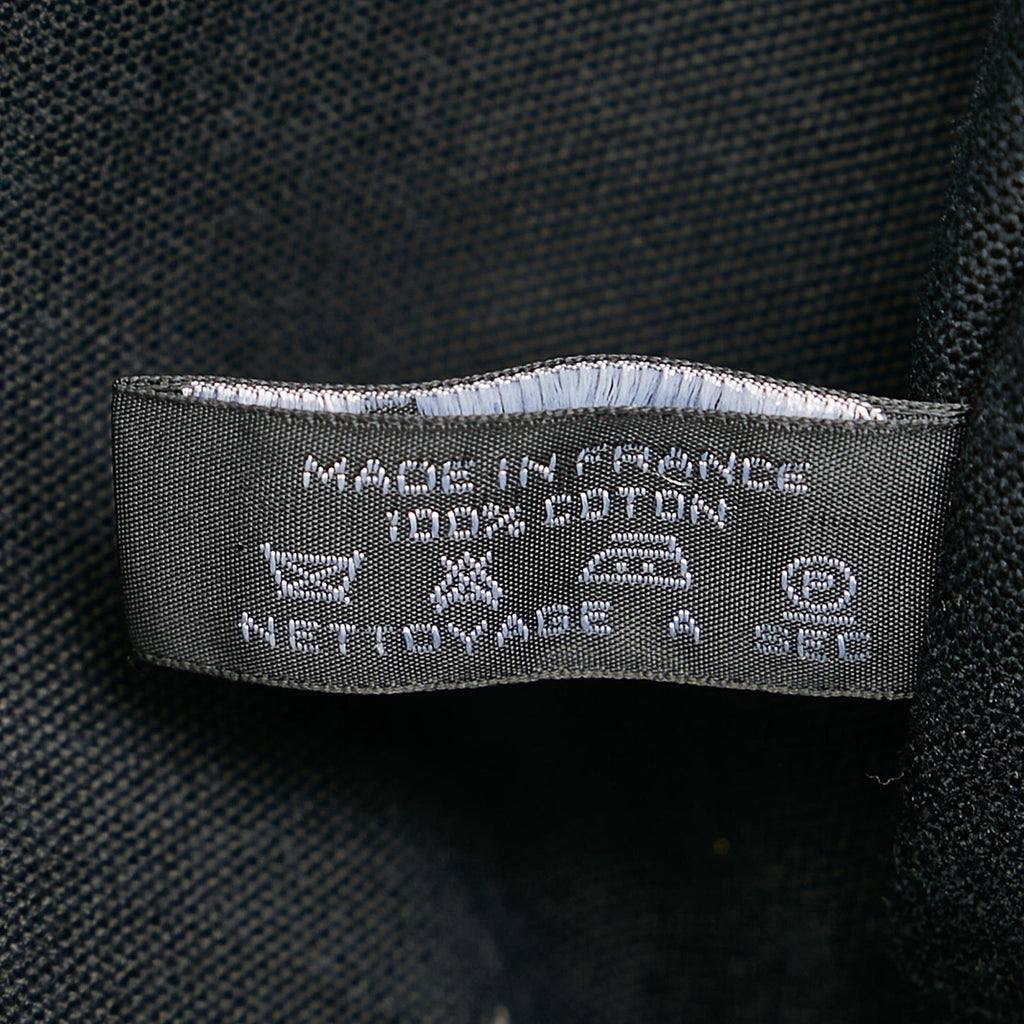 MADE IN FRANCE
100% COTON
P
NETTOYAGE A SEC